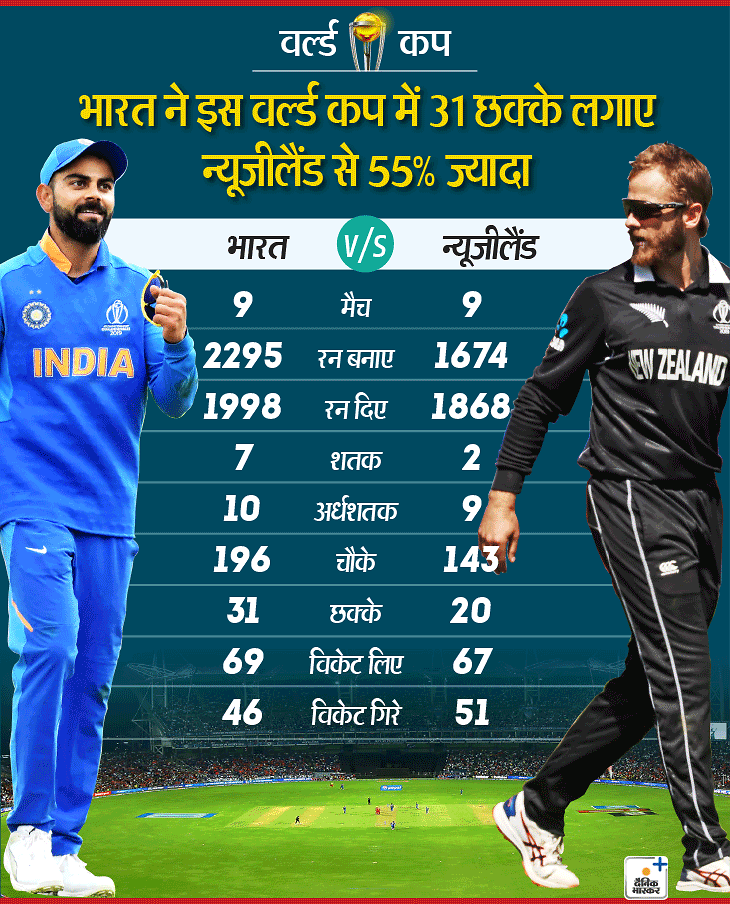 वर्ल्ड कप
भारत ने इस वर्ल्ड कप में 31 छक्के लगाए
न्यूजीलैंड से 55% ज्यादा
भारत V/S न्यूजीलैंड
9 मैच 9
2295 रन बनाए 1674
1998 रन दिए 1868
7 शतक 2
10 अर्धशतक 9
196 चौके 143
31 छक्के 20
69 विकेट लिए 67
46 विकेट गिरे 51
INDIA
2019
NEW ZEALAND
CCC
दैनिक
भास्कर